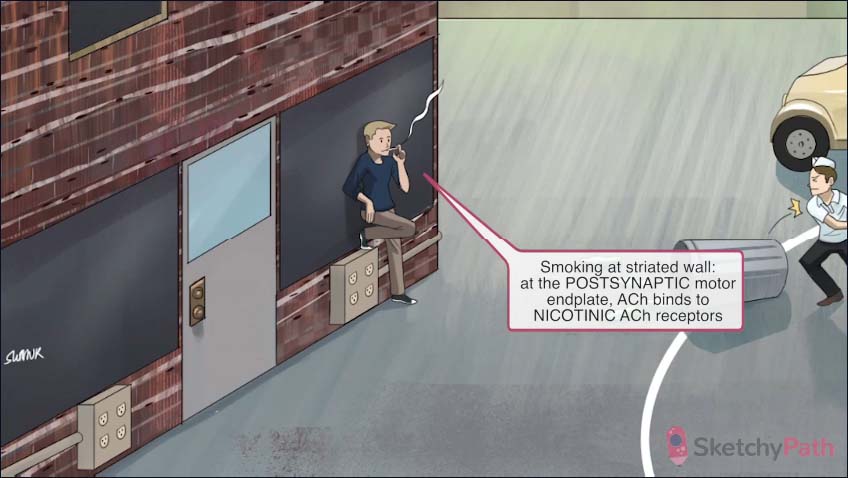 Smoking at striated wall:
at the POSTSYNAPTIC motor
endplate, ACh binds to
NICOTINIC ACh receptors
SketchyPath